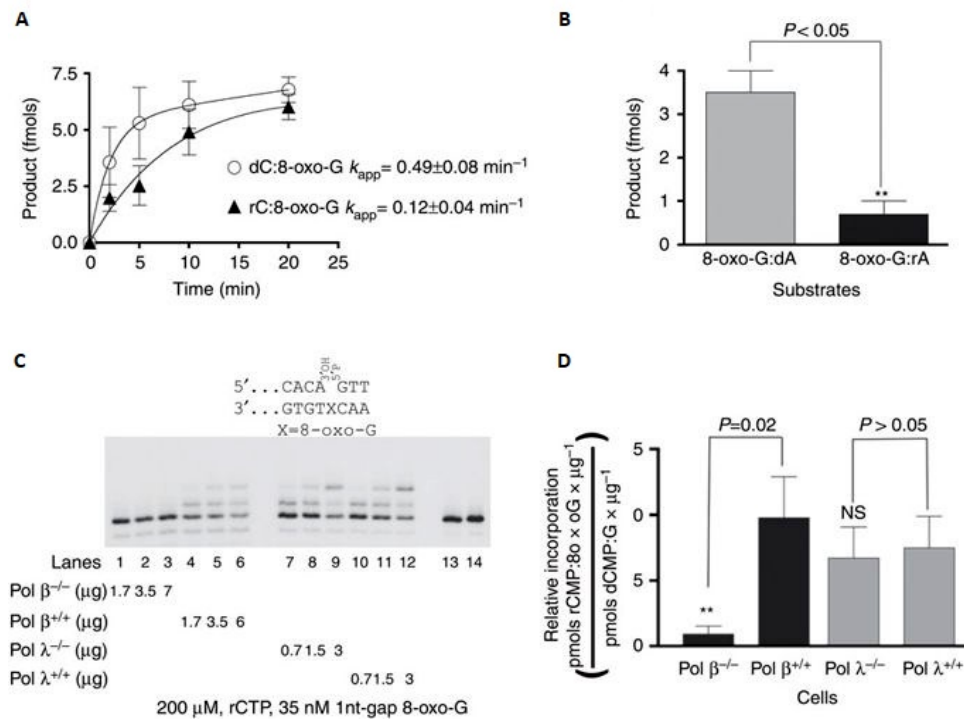 A
7.5
5.0
2.5
0.0
Product (fmols)
0 5 10 15 20 25
Time (min)
dC:8-oxo-G kapp= 0.49±0.08 min−1
rC:8-oxo-G kapp= 0.12±0.04 min−1
B
P< 0.05
4
3
2
1
0
Product (fmols)
**
8-oxo-G:dA 8-oxo-G:rA
Substrates
C
3'OH
5'P
5′...CACA GTT
3′...GTGTXCAA
X=8-oxo-G
Lanes 1 2 3 4 5 6 7 8 9 10 11 12 13 14
Pol β−/− (µg) 1.7 3.5 7
Pol β+/+ (µg) 1.7 3.5 6
Pol λ−/− (µg) 0.7 1.5 3
Pol λ+/+ (µg) 0.71.5 3
200 µM, rCTP, 35 nM 1nt-gap 8-oxo-G
D
Relative incorporation
pmols rCMP:8o × oG × µg−1
pmols dCMP:G × µg−1
P=0.02
P > 0.05
5
0
5
0
**
NS
Pol β−/− Pol β+/+ Pol λ−/− Pol λ+/+
Cells